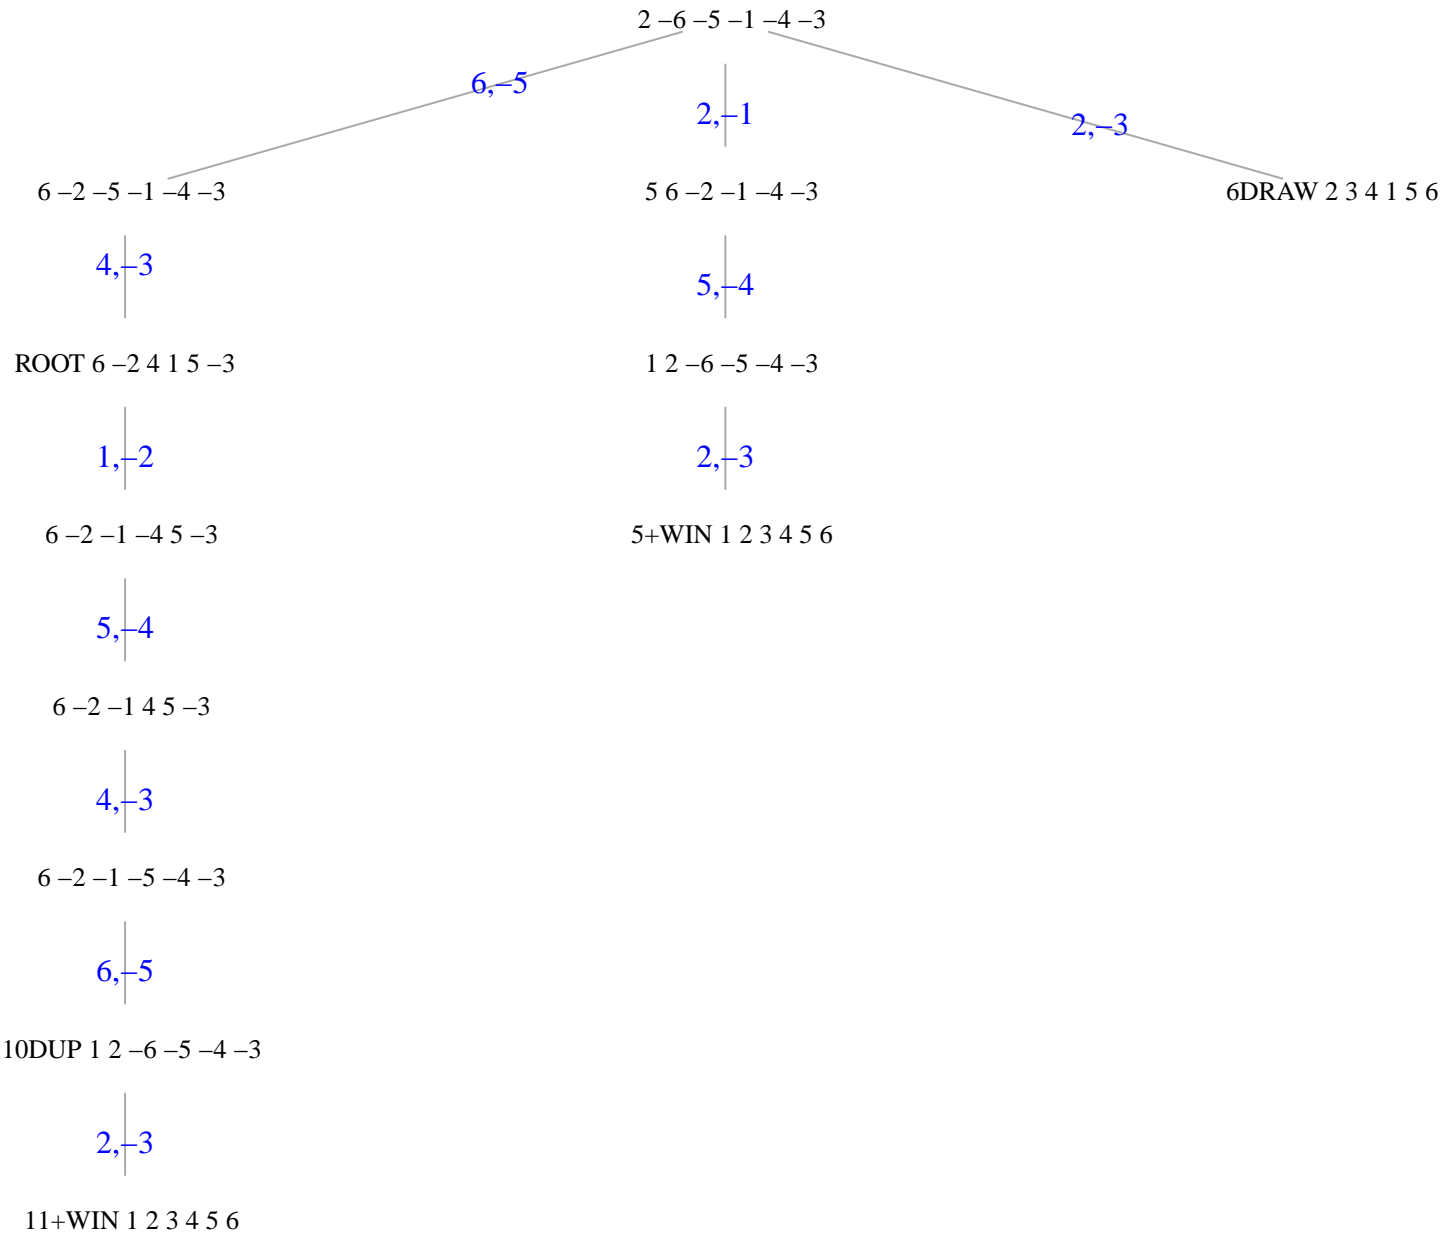 2 –6 –5 –1 –4 –3
6,–5
2,–1
2,–3
6 –2 –5 –1 –4 –3
5 6 –2 –1 –4 –3
6DRAW 2 3 4 1 5 6
4,–3
5,–4
ROOT 6 –2 4 1 5 –3
1 2 –6 –5 –4 –3
1,–2
2,–3
6 –2 –1 –4 5 –3
5+WIN 1 2 3 4 5 6
5,–4
6 –2 –1 4 5 –3
4,–3
6 –2 –1 –5 –4 –3
6,–5
10DUP 1 2 –6 –5 –4 –3
2,–3
11+WIN 1 2 3 4 5 6